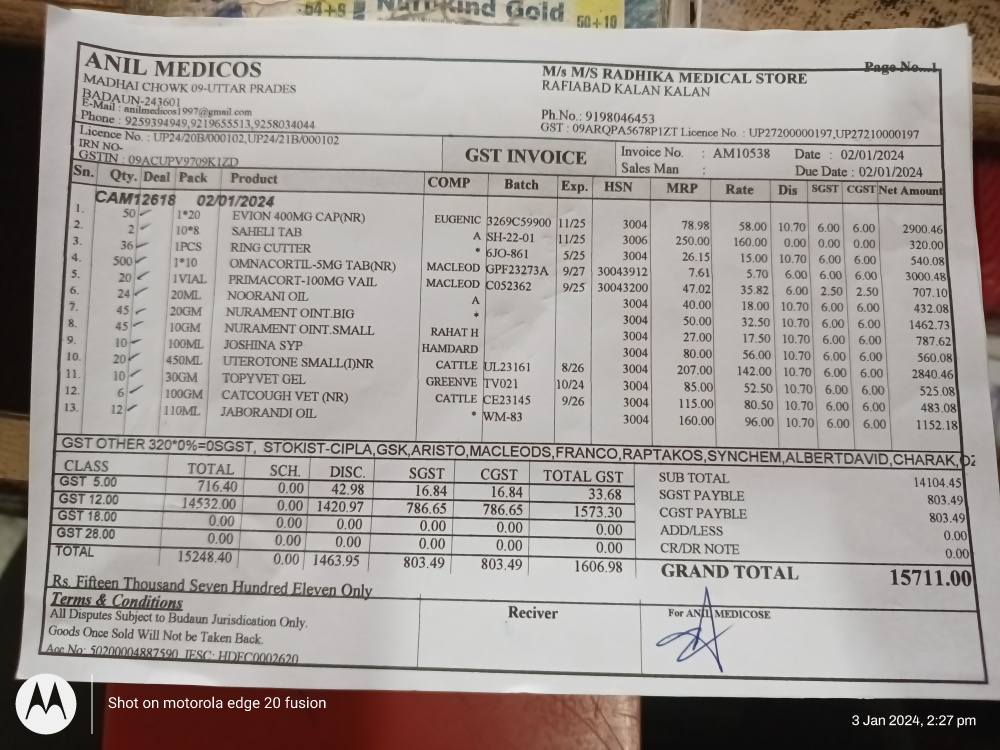 Gold
50+10
Page No...1
ANIL MEDICOS
MADHAI CHOWK 09-UTTAR PRADES
BADAUN-243601
E-Mail : anilmedicos1997@gmail.com
Phone : 9259394949,9219655513,9258034044
M/s M/S RADHIKA MEDICAL STORE
RAFIABAD KALAN KALAN
Ph.No.: 9198046453
GST : 09ARQPA5678P1ZT Licence No. : UP27200000197,UP27210000197
Licence No. : UP24/20B/000102,UP24/21B/000102
IRN NO-
GSTIN : 09ACUPV9709K1ZD
GST INVOICE
Invoice No. : AM10538 Date : 02/01/2024
Sales Man : Due Date : 02/01/2024
Sn. Qty. Deal Pack Product COMP Batch Exp. HSN MRP Rate Dis SGST CGST Net Amount
CAM12618 02/01/2024
1. 50 1*20 EVION 400MG CAP(NR) EUGENIC 3269C59900 11/25 3004 78.98 58.00 10.70 6.00 6.00 2900.46
2. 2 10*8 SAHELI TAB A SH-22-01 11/25 3006 250.00 160.00 0.00 0.00 0.00 320.00
3. 36 1PCS RING CUTTER * 6JO-861 5/25 3004 26.15 15.00 10.70 6.00 6.00 540.08
4. 500 1*10 OMNACORTIL-5MG TAB(NR) MACLEOD GPF23273A 9/27 30043912 7.61 5.70 6.00 6.00 6.00 3000.48
5. 20 1VIAL PRIMACORT-100MG VAIL MACLEOD C052362 9/25 30043200 47.02 35.82 6.00 2.50 2.50 707.10
6. 24 20ML NOORANI OIL A 3004 40.00 18.00 10.70 6.00 6.00 432.08
7. 45 20GM NURAMENT OINT.BIG * 3004 50.00 32.50 10.70 6.00 6.00 1462.73
8. 45 10GM NURAMENT OINT.SMALL RAHAT H 3004 27.00 17.50 10.70 6.00 6.00 787.62
9. 10 100ML JOSHINA SYP HAMDARD 3004 80.00 56.00 10.70 6.00 6.00 560.08
10. 20 450ML UTEROTONE SMALL(I)NR CATTLE UL23161 8/26 3004 207.00 142.00 10.70 6.00 6.00 2840.46
11. 10 30GM TOPYVET GEL GREENVE TV021 10/24 3004 85.00 52.50 10.70 6.00 6.00 525.08
12. 6 100GM CATCOUGH VET (NR) CATTLE CE23145 9/26 3004 115.00 80.50 10.70 6.00 6.00 483.08
13. 12 110ML JABORANDI OIL * WM-83 3004 160.00 96.00 10.70 6.00 6.00 1152.18
GST OTHER 320*0%=0SGST, STOKIST-CIPLA,GSK,ARISTO,MACLEODS,FRANCO,RAPTAKOS,SYNCHEM,ALBERTDAVID,CHARAK,
CLASS TOTAL SCH. DISC. SGST CGST TOTAL GST
GST 5.00 716.40 0.00 42.98 16.84 16.84 33.68
GST 12.00 14532.00 0.00 1420.97 786.65 786.65 1573.30
GST 18.00 0.00 0.00 0.00 0.00 0.00 0.00
GST 28.00 0.00 0.00 0.00 0.00 0.00 0.00
TOTAL 15248.40 0.00 1463.95 803.49 803.49 1606.98
SUB TOTAL 14104.45
SGST PAYBLE 803.49
CGST PAYBLE 803.49
ADD/LESS 0.00
CR/DR NOTE 0.00
GRAND TOTAL 15711.00
Rs. Fifteen Thousand Seven Hundred Eleven Only
Terms & Conditions
All Disputes Subject to Budaun Jurisdication Only.
Goods Once Sold Will Not be Taken Back.
Acc No: 50200004887590 IFSC: HDFC0002620
Reciver
For ANIL MEDICOSE
Shot on motorola edge 20 fusion
3 Jan 2024, 2:27 pm